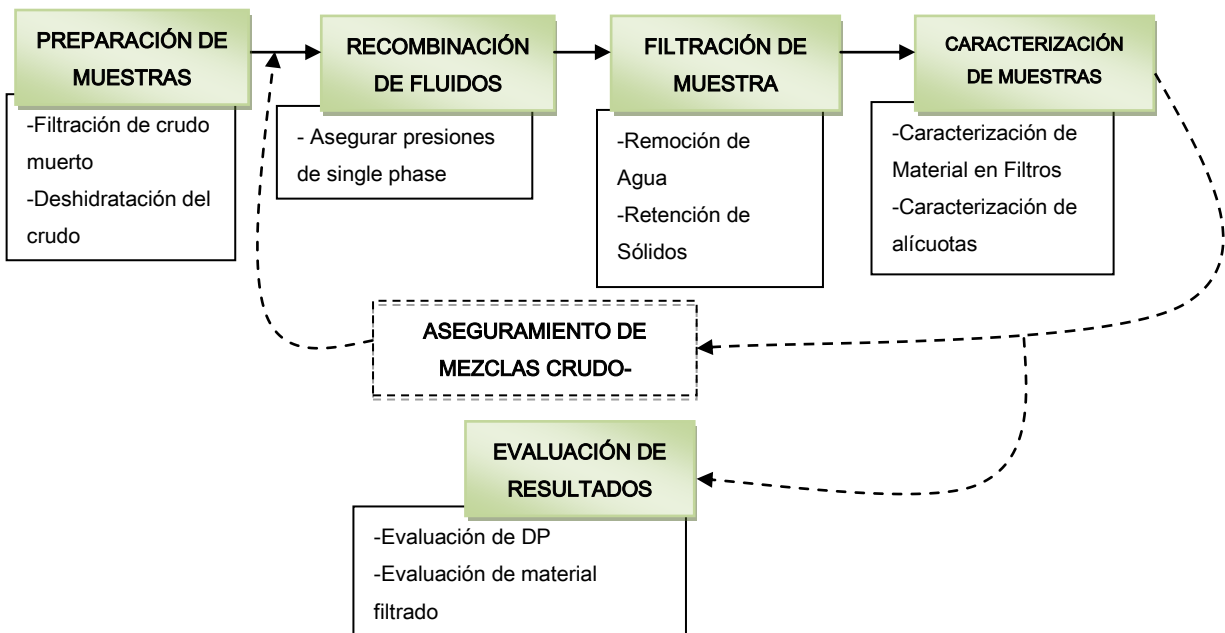 PREPARACIÓN DE
MUESTRAS
-Filtración de crudo
muerto
-Deshidratación del
crudo
RECOMBINACIÓN
DE FLUIDOS
- Asegurar presiones
de single phase
FILTRACIÓN DE
MUESTRA
-Remoción de
Agua
-Retención de
Sólidos
CARACTERIZACIÓN
DE MUESTRAS
-Caracterización de
Material en Filtros
-Caracterización de
alícuotas
ASEGURAMIENTO DE
MEZCLAS CRUDO-
EVALUACIÓN DE
RESULTADOS
-Evaluación de DP
-Evaluación de material
filtrado